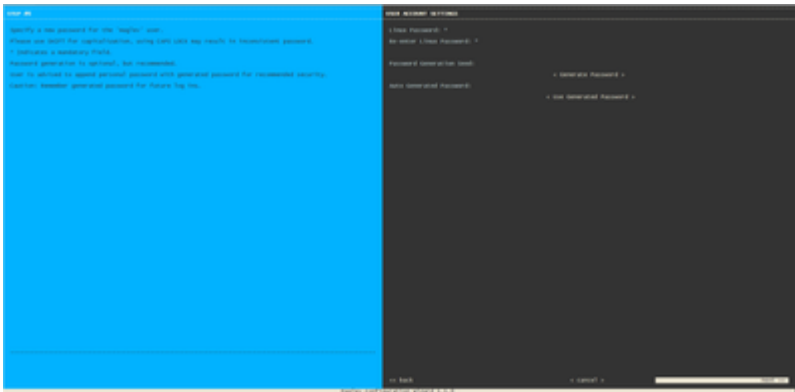 STEP #5
Specify a new password for the 'eaglex' user.
Please use Shift for capitalization, using Caps Lock may result in inconsistent password.
* indicates a mandatory field.
Password generation is optional, but recommended.
User is advised to append personal password with generated password for recommended security.
Caution: Remember generated password for future log ins.
USER ACCOUNT SETTINGS
Linux Password: *
Re-enter Linux Password: *
Password Generation Seed:
< Generate Password >
Auto Generated Password:
< Use Generated Password >
<< Back
< Cancel >